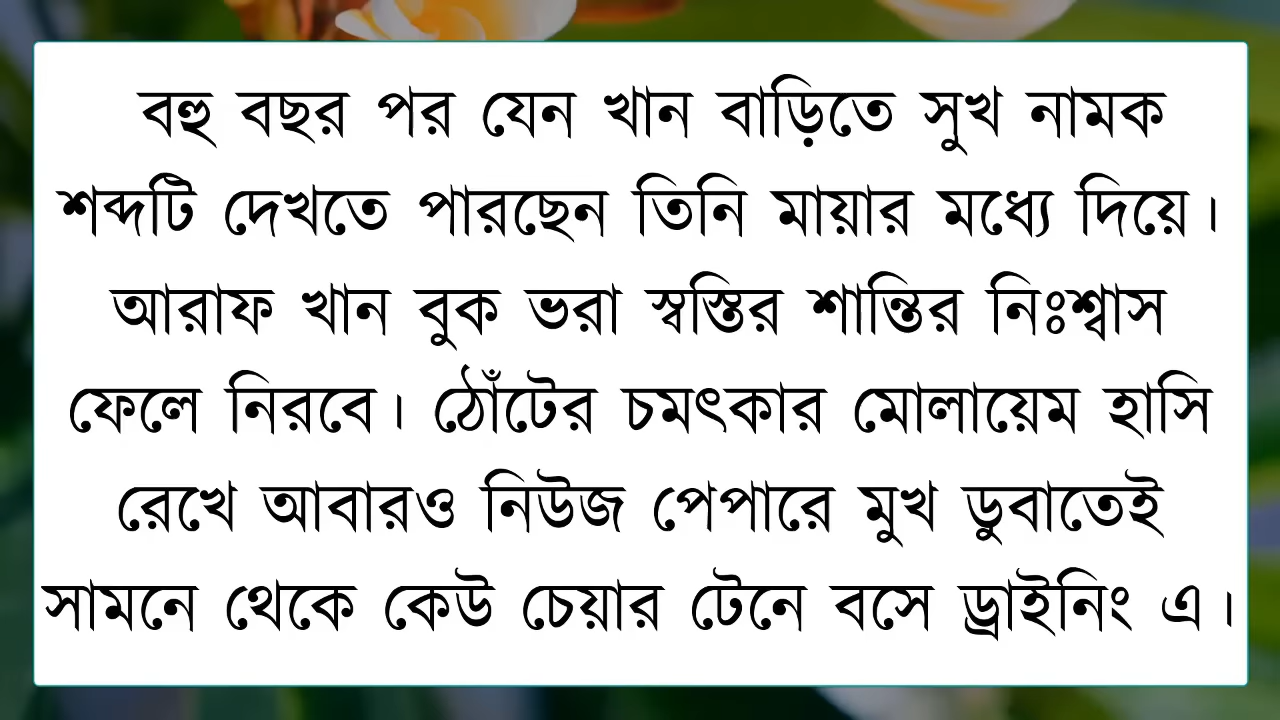 বহু বছর পর যেন খান বাড়িতে সুখ নামক
শব্দটি দেখতে পারছেন তিনি মায়ার মধ্যে দিয়ে।
আরাফ খান বুক ভরা স্বস্তির শান্তির নিঃশ্বাস
ফেলে নিরবে। ঠোঁটের চমৎকার মোলায়েম হাসি
রেখে আবারও নিউজ পেপারে মুখ ডুবাতেই
সামনে থেকে কেউ চেয়ার টেনে বসে ড্রাইনিং এ।